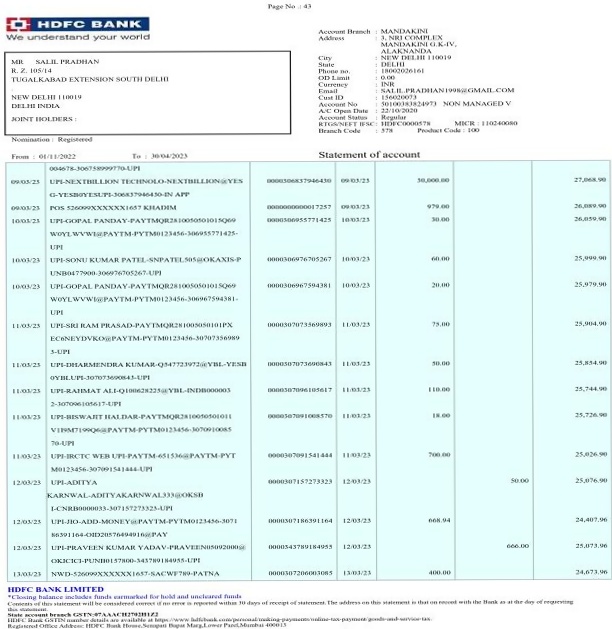 Page No .: 43
HDFC BANK
We understand your world
MR SALIL PRADHAN
R. Z. 105/14
TUGALKABAD EXTENSION SOUTH DELHI
NEW DELHI 110019
DELHI INDIA
JOINT HOLDERS :
Nomination : Registered
Account Branch : MANDAKINI
Address : 3, NRI COMPLEX
MANDAKINI G.K-IV,
ALAKNANDA
City : NEW DELHI 110019
State : DELHI
Phone no. : 18002026161
OD Limit : 0.00
Currency : INR
Email : SALIL.PRADHAN1998@GMAIL.COM
Cust ID : 156020073
Account No : 50100383824973 NON MANAGED V
A/C Open Date : 22/10/2020
Account Status : Regular
RTGS/NEFT IFSC: HDFC0000578 MICR : 110240080
Branch Code : 578 Product Code : 100
From : 01/11/2022 To : 30/04/2023 Statement of account
004678-306758999770-UPI
09/03/23 UPI-NEXTBILLION TECHNOLO-NEXTBILLION@YES 0000306837946430 09/03/23 30,000.00 27,068.90
G-YESB0YESUPI-306837946430-IN APP
09/03/23 POS 526099XXXXXX1657 KHADIM 0000000000017257 09/03/23 979.00 26,089.90
10/03/23 UPI-GOPAL PANDAY-PAYTMQR2810050501015Q69 0000306955771425 10/03/23 30.00 26,059.90
W0YLWVWI@PAYTM-PYTM0123456-306955771425-
UPI
10/03/23 UPI-SONU KUMAR PATEL-SNPATEL505@OKAXIS-P 0000306976705267 10/03/23 60.00 25,999.90
UNB0477900-306976705267-UPI
10/03/23 UPI-GOPAL PANDAY-PAYTMQR2810050501015Q69 0000306967594381 10/03/23 20.00 25,979.90
W0YLWVWI@PAYTM-PYTM0123456-306967594381-
UPI
11/03/23 UPI-SRI RAM PRASAD-PAYTMQR281005050101PX 0000307073569893 11/03/23 75.00 25,904.90
EC6NEYDVKO@PAYTM-PYTM0123456-30707356989
3-UPI
11/03/23 UPI-DHARMENDRA KUMAR-Q347723972@YBL-YESB 0000307073690843 11/03/23 50.00 25,854.90
0YBLUPI-307073690843-UPI
11/03/23 UPI-RAHMAT ALI-Q100628225@YBL-INDB000003 0000307096105617 11/03/23 110.00 25,744.90
2-307096105617-UPI
11/03/23 UPI-BISWAJIT HALDAR-PAYTMQR2810050501011 0000307091008570 11/03/23 18.00 25,726.90
V1I9M7199Q6@PAYTM-PYTM0123456-3070910085
70-UPI
11/03/23 UPI-IRCTC WEB UPI-PAYTM-651536@PAYTM-PYT 0000307091541444 11/03/23 700.00 25,026.90
M0123456-307091541444-UPI
12/03/23 UPI-ADITYA 0000307157273323 12/03/23 50.00 25,076.90
KARNWAL-ADITYAKARNWAL333@OKSB
I-CNRB0000033-307157273323-UPI
12/03/23 UPI-JIO-ADD-MONEY@PAYTM-PYTM0123456-3071 0000307186391164 12/03/23 668.94 24,407.96
86391164-OID20576494916@PAY
12/03/23 UPI-PRAVEEN KUMAR YADAV-PRAVEEN05092000@ 0000343789184955 12/03/23 666.00 25,073.96
OKICICI-PUNB0157800-343789184955-UPI
13/03/23 NWD-526099XXXXXX1657-SACWF789-PATNA 0000307206003085 13/03/23 400.00 24,673.96
HDFC BANK LIMITED
*Closing balance includes funds earmarked for hold and uncleared funds
Contents of this statement will be considered correct if no error is reported within 30 days of receipt of statement.The address on this statement is that on record with the Bank as at the day of requesting
this statement.
State account branch GSTN:07AAACH2702H1Z2
HDFC Bank GSTIN number details are available at https://www.hdfcbank.com/personal/making-payments/online-tax-payment/goods-and-service-tax.
Registered Office Address: HDFC Bank House,Senapati Bapat Marg,Lower Parel,Mumbai 400013